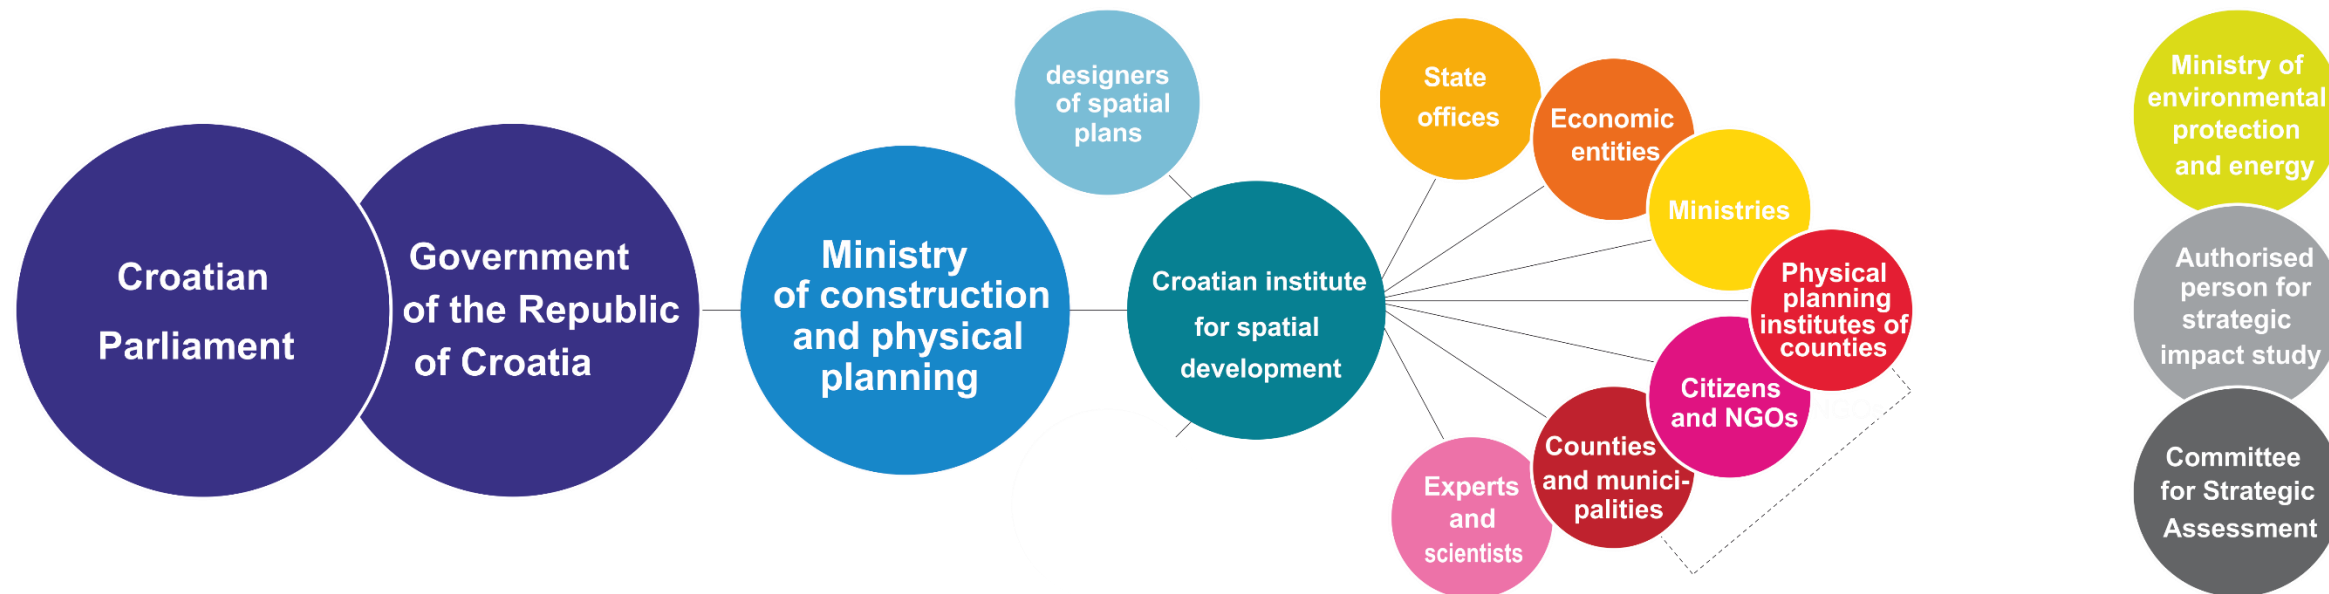 Croatian
Parliament
Government
of the Republic
of Croatia
Ministry
of construction
and physical
planning
designers
of spatial
plans
Croatian institute
for spatial
development
State
offices
Economic
entities
Ministries
Physical
planning
institutes of
counties
Citizens
and NGOs
Counties
and munici-
palities
Experts
and
scientists
Ministry of
environmental
protection
and energy
Authorised
person for
strategic
impact study
Committee
for Strategic
Assessment